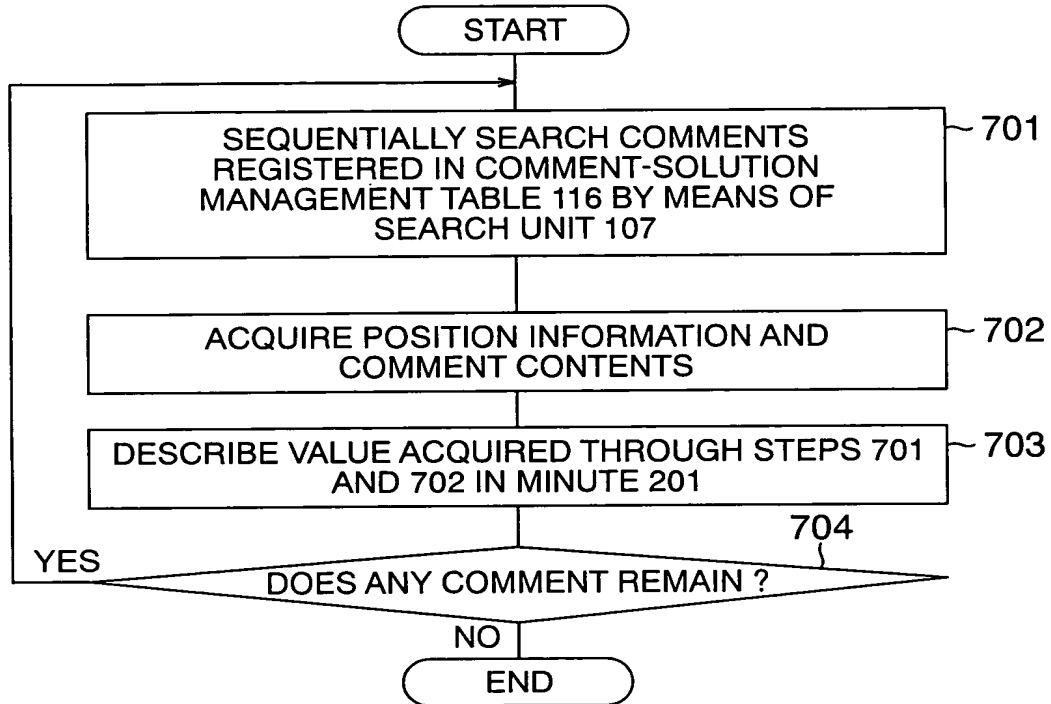 START
SEQUENTIALLY SEARCH COMMENTS
REGISTERED IN COMMENT-SOLUTION
MANAGEMENT TABLE 116 BY MEANS OF
SEARCH UNIT 107
701
ACQUIRE POSITION INFORMATION AND
COMMENT CONTENTS
702
DESCRIBE VALUE ACQUIRED THROUGH STEPS 701
AND 702 IN MINUTE 201
703
704
YES
DOES ANY COMMENT REMAIN ?
NO
END